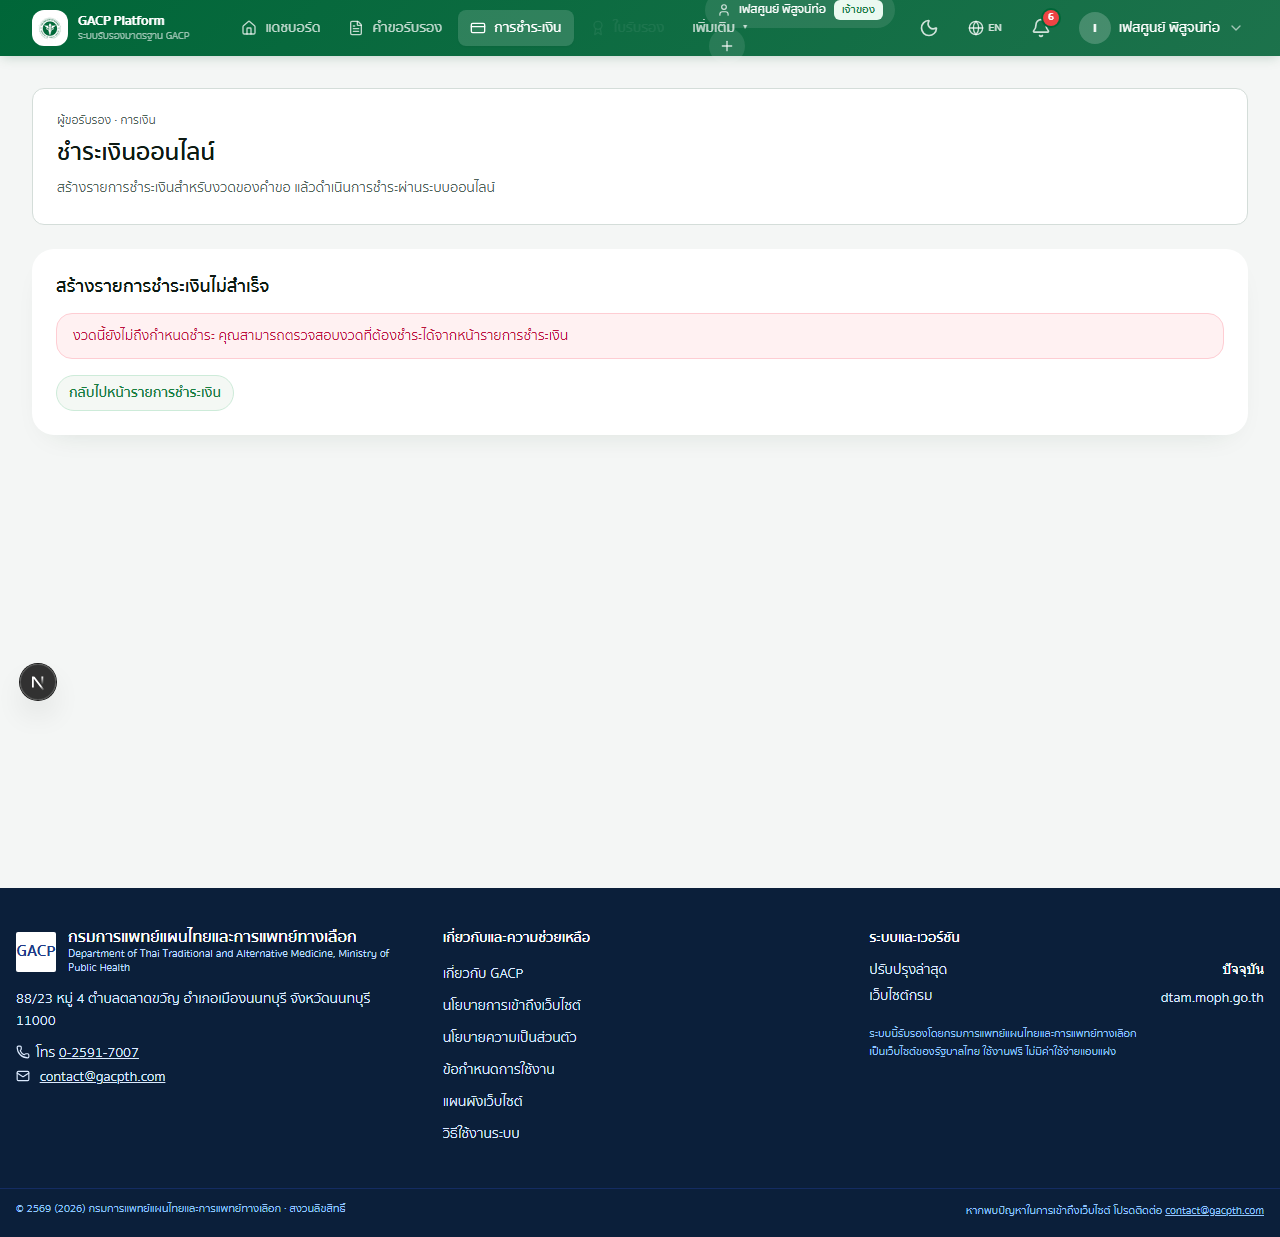 GACP Platform
ระบบรับรองมาตรฐาน GACP
แดชบอร์ด
คำขอรับรอง
การชำระเงิน
ใบรับรอง
เพิ่มเติม
เฟสศูนย์ พิสูจน์ท่อ
เจ้าของ
EN
6
เฟสศูนย์ พิสูจน์ท่อ
ผู้ขอรับรอง · การเงิน
ชำระเงินออนไลน์
สร้างรายการชำระเงินสำหรับงวดของคำขอ แล้วดำเนินการชำระผ่านระบบออนไลน์
สร้างรายการชำระเงินไม่สำเร็จ
งวดนี้ยังไม่ถึงกำหนดชำระ คุณสามารถตรวจสอบงวดที่ต้องชำระได้จากหน้ารายการชำระเงิน
กลับไปหน้ารายการชำระเงิน
N
GACP
กรมการแพทย์แผนไทยและการแพทย์ทางเลือก
Department of Thai Traditional and Alternative Medicine, Ministry of
Public Health
88/23 หมู่ 4 ตำบลตลาดขวัญ อำเภอเมืองนนทบุรี จังหวัดนนทบุรี
11000
โทร 0-2591-7007
contact@gacpth.com
เกี่ยวกับและความช่วยเหลือ
เกี่ยวกับ GACP
นโยบายการเข้าถึงเว็บไซต์
นโยบายความเป็นส่วนตัว
ข้อกำหนดการใช้งาน
แผนผังเว็บไซต์
วิธีใช้งานระบบ
ระบบและเวอร์ชัน
ปรับปรุงล่าสุด ปัจจุบัน
เว็บไซต์กรม dtam.moph.go.th
ระบบนี้รับรองโดยกรมการแพทย์แผนไทยและการแพทย์ทางเลือก
เป็นเว็บไซต์ของรัฐบาลไทย ใช้งานฟรี ไม่มีค่าใช้จ่ายแอบแฝง
© 2569 (2026) กรมการแพทย์แผนไทยและการแพทย์ทางเลือก · สงวนลิขสิทธิ์
หากพบปัญหาในการเข้าถึงเว็บไซต์ โปรดติดต่อ contact@gacpth.com